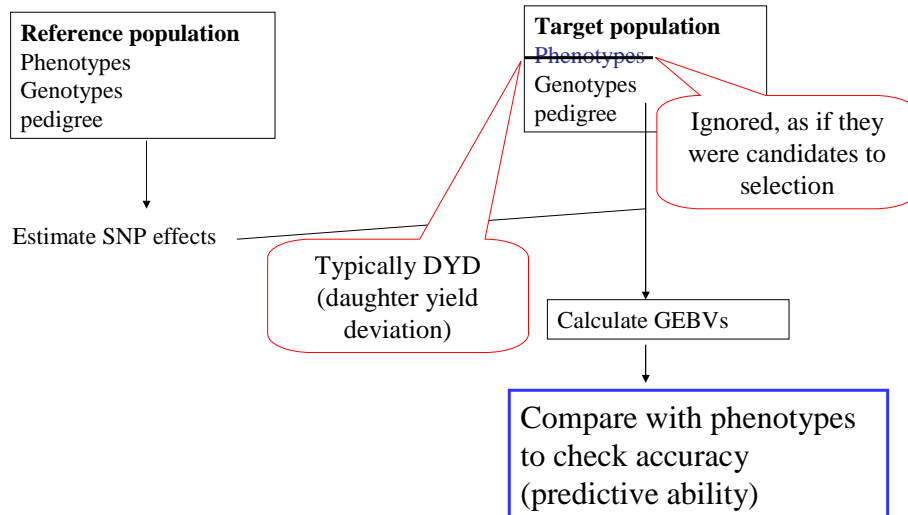 Reference population
Phenotypes
Genotypes
pedigree
Target population
Phenotypes
Genotypes
pedigree
Ignored, as if they
were candidates to
selection
Estimate SNP effects
Typically DYD
(daughter yield
deviation)
Calculate GEBVs
Compare with phenotypes
to check accuracy
(predictive ability)